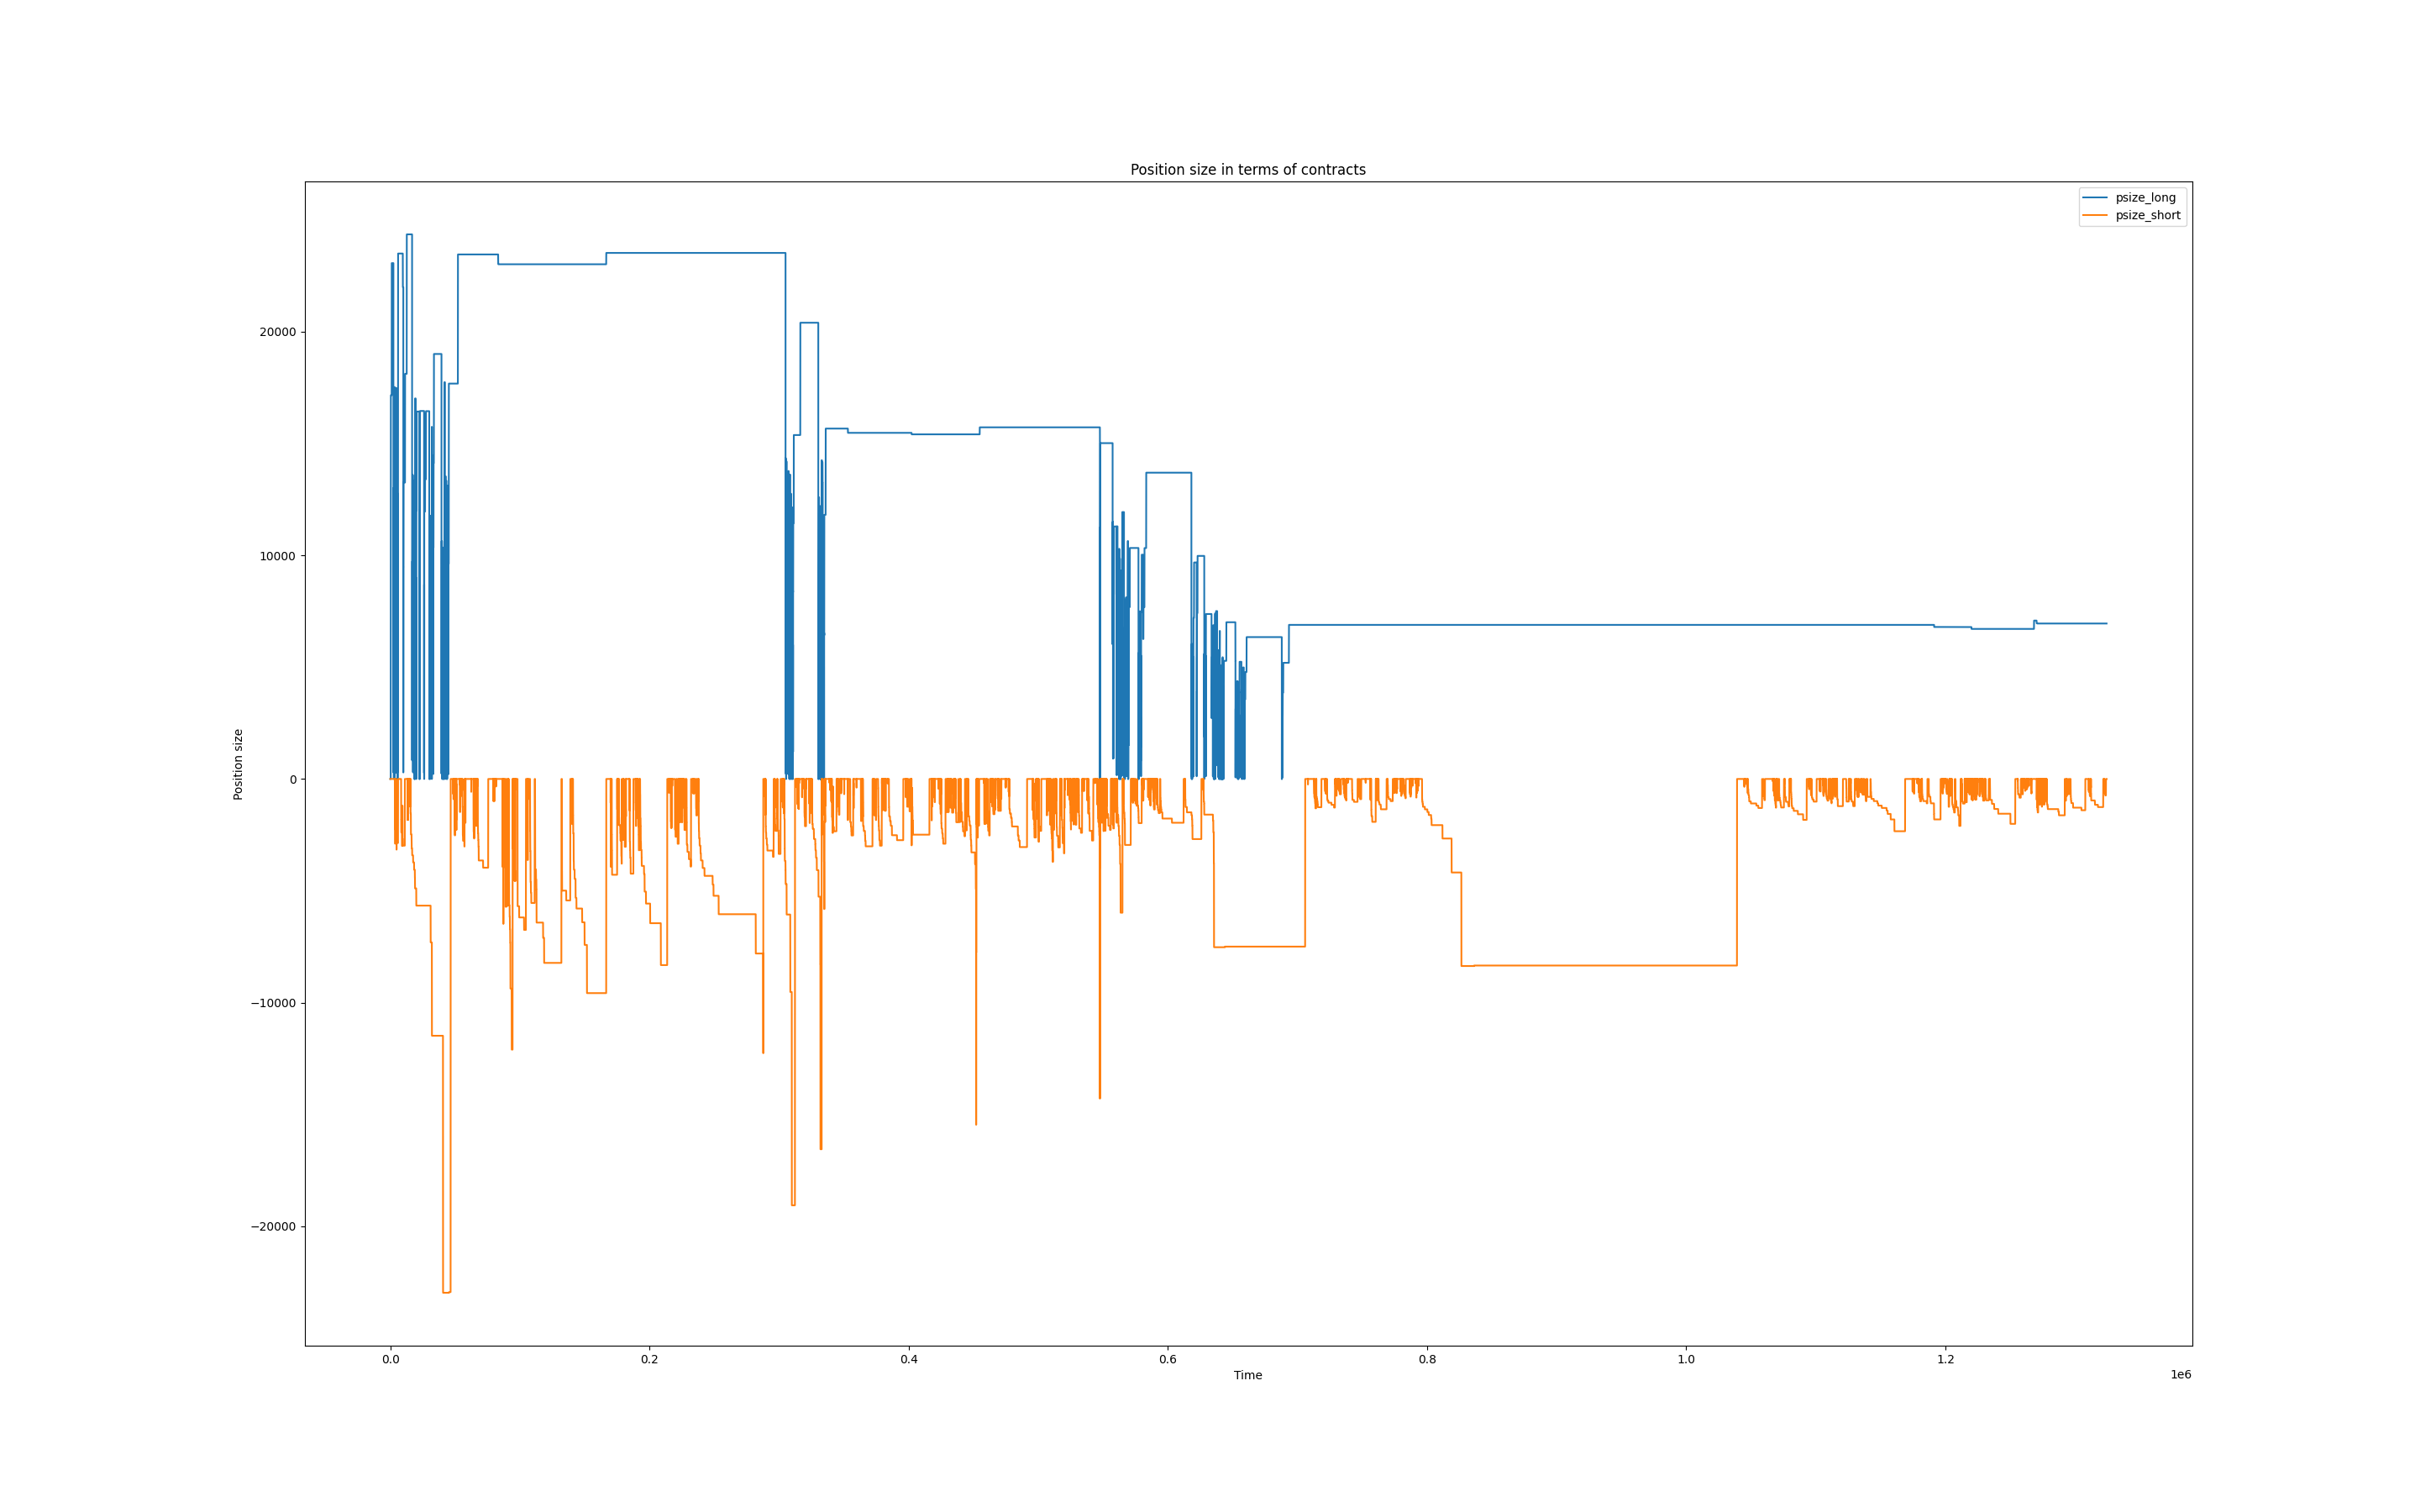 Position size in terms of contracts
psize_long
psize_short
20000
10000
0
−10000
−20000
Position size
0.0
0.2
0.4
0.6
0.8
1.0
1.2
Time
1e6